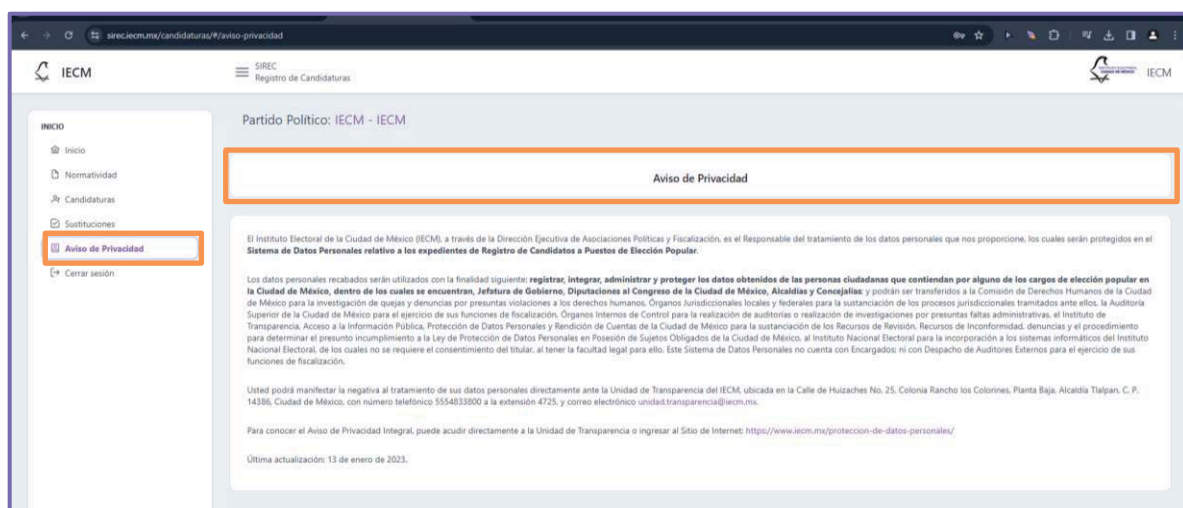 sirec.iecm.mx/candidaturas/#/aviso-privacidad
IECM
SIREC
Registro de Candidaturas
IECM
INICIO
Inicio
Normatividad
Candidaturas
Sustituciones
Aviso de Privacidad
Cerrar sesión
Partido Político: IECM - IECM
Aviso de Privacidad
El Instituto Electoral de la Ciudad de México (IECM), a través de la Dirección Ejecutiva de Asociaciones Políticas y Fiscalización, es el Responsable del tratamiento de los datos personales que nos proporcione, los cuales serán protegidos en el
Sistema de Datos Personales relativo a los expedientes de Registro de Candidatos a Puestos de Elección Popular.
Los datos personales recabados serán utilizados con la finalidad siguiente: registrar, integrar, administrar y proteger los datos obtenidos de las personas ciudadanas que contiendan por alguno de los cargos de elección popular en
la Ciudad de México, dentro de los cuales se encuentran, Jefatura de Gobierno, Diputaciones al Congreso de la Ciudad de México, Alcaldías y Concejalías; y podrán ser transferidos a la Comisión de Derechos Humanos de la Ciudad
de México para la investigación de quejas y denuncias por presuntas violaciones a los derechos humanos. Órganos Jurisdiccionales locales y federales para la sustanciación de los procesos jurisdiccionales tramitados ante ellos, la Auditoría
Superior de la Ciudad de México para el ejercicio de sus funciones de fiscalización. Órganos Internos de Control para la realización de auditorías o realización de investigaciones por presuntas faltas administrativas, el Instituto de
Transparencia, Acceso a la Información Pública, Protección de Datos Personales y Rendición de Cuentas de la Ciudad de México para la sustanciación de los Recursos de Revisión, Recursos de Inconformidad, denuncias y el procedimiento
para determinar el presunto incumplimiento a la Ley de Protección de Datos Personales en Posesión de Sujetos Obligados de la Ciudad de México, al Instituto Nacional Electoral para la incorporación a los sistemas informáticos del Instituto
Nacional Electoral, de los cuales no se requiere el consentimiento del titular, al tener la facultad legal para ello. Este Sistema de Datos Personales no cuenta con Encargados; ni con Despacho de Auditores Externos para el ejercicio de sus
funciones de fiscalización.
Usted podrá manifestar la negativa al tratamiento de sus datos personales directamente ante la Unidad de Transparencia del IECM, ubicada en la Calle de Huizaches No. 25, Colonia Rancho los Colorines, Planta Baja, Alcaldía Tlalpan, C. P.
14386, Ciudad de México, con número telefónico 5554833800 a la extensión 4725, y correo electrónico unidad.transparencia@iecm.mx.
Para conocer el Aviso de Privacidad Integral, puede acudir directamente a la Unidad de Transparencia o ingresar al Sitio de Internet: https://www.iecm.mx/proteccion-de-datos-personales/
Última actualización: 13 de enero de 2023.